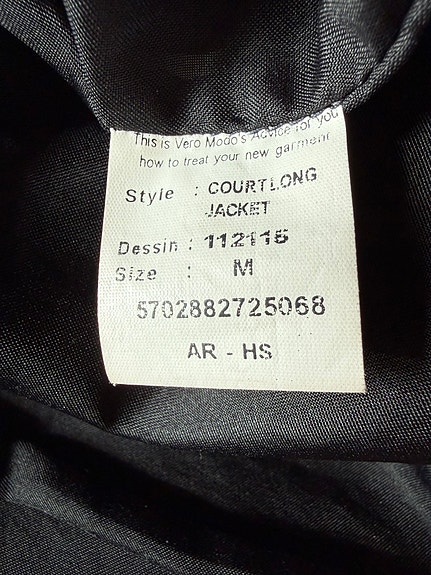 This is Vero Modo's Advice for you
how to treat your new garment
Style : COURTLONG
JACKET
Dessin : 112115
Size : M
5702882725068
AR - HS